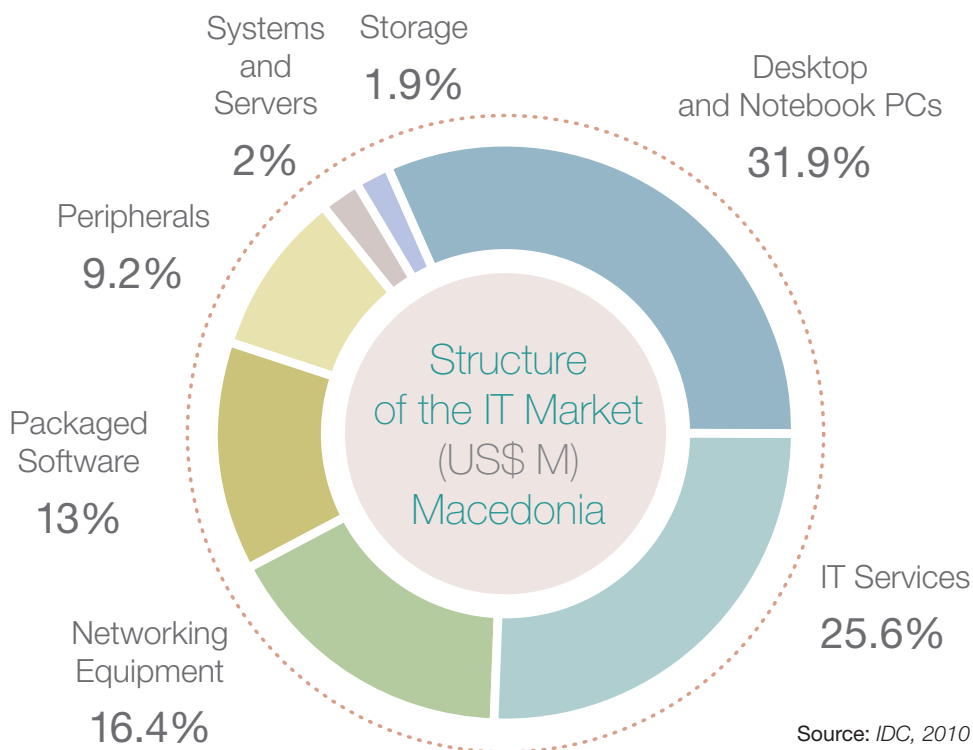 Systems
and
Servers
2%
Storage
1.9%
Desktop
and Notebook PCs
31.9%
Peripherals
9.2%
Structure
of the IT Market
(US$ M)
Macedonia
Packaged
Software
13%
IT Services
25.6%
Networking
Equipment
16.4%
Source: IDC, 2010